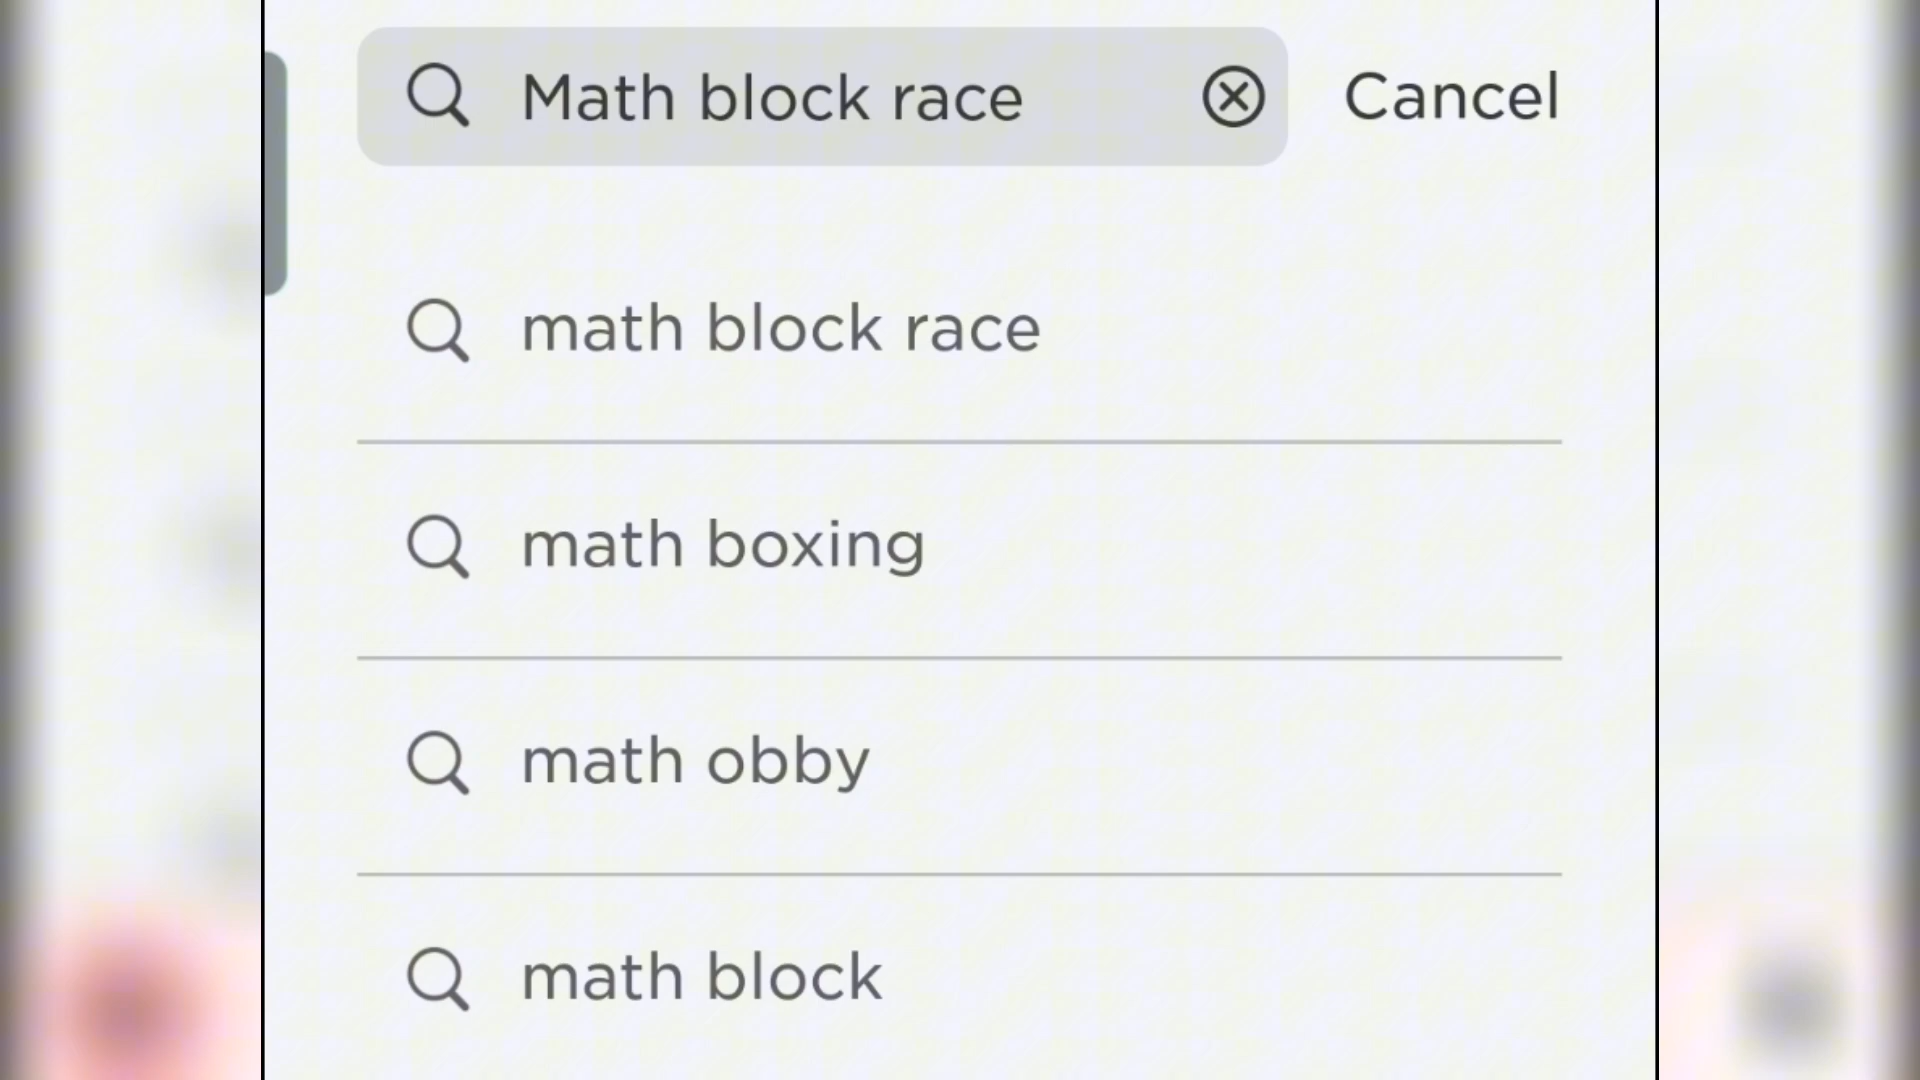 Math block race Cancel
math block race
math boxing
math obby
math block